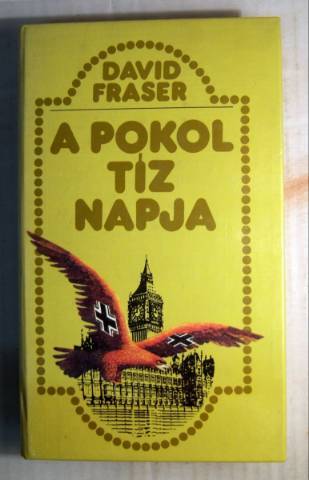 DAVID
FRASER
A POKOL
TÍZ
NAPJA